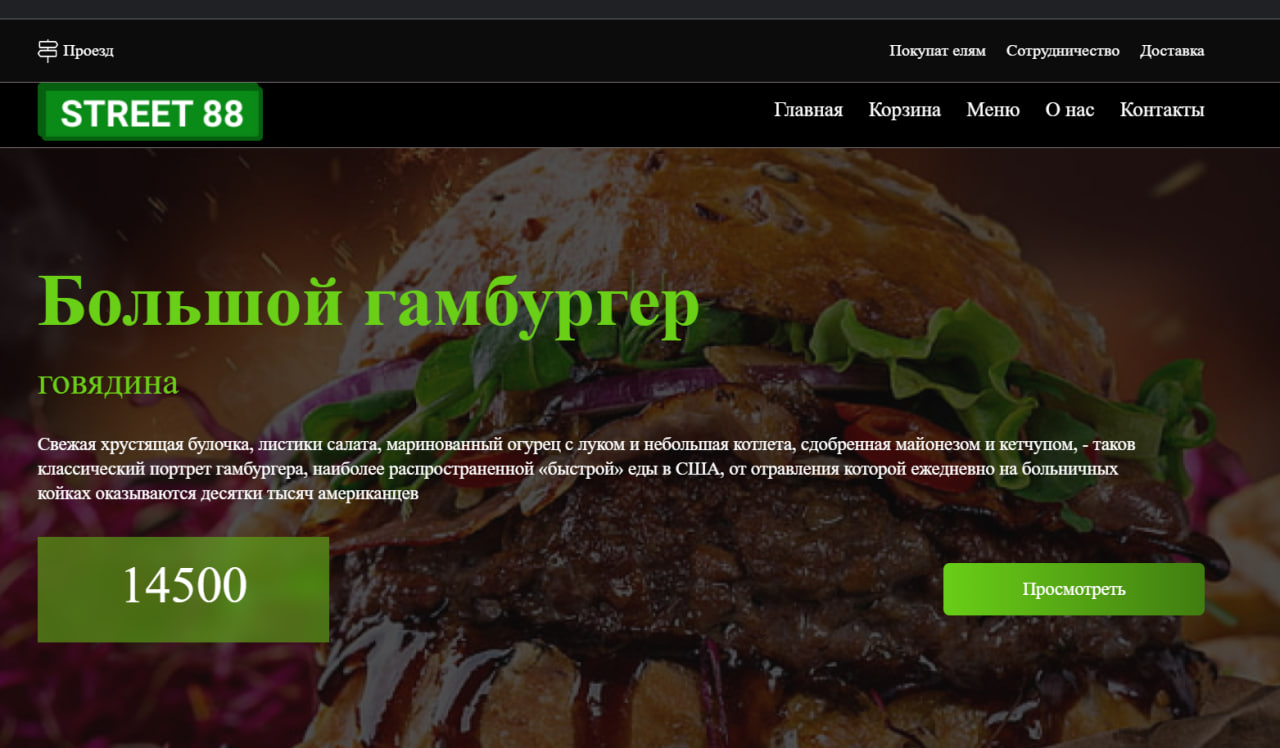 Проезд
Покупат елям Сотрудничество Доставка
STREET 88
Главная Корзина Меню О нас Контакты
Большой гамбургер
говядина
Свежая хрустящая булочка, листики салата, маринованный огурец с луком и небольшая котлета, сдобренная майонезом и кетчупом, - таков
классический портрет гамбургера, наиболее распространенной «быстрой» еды в США, от отравления которой ежедневно на больничных
койках оказываются десятки тысяч американцев
14500
Просмотреть